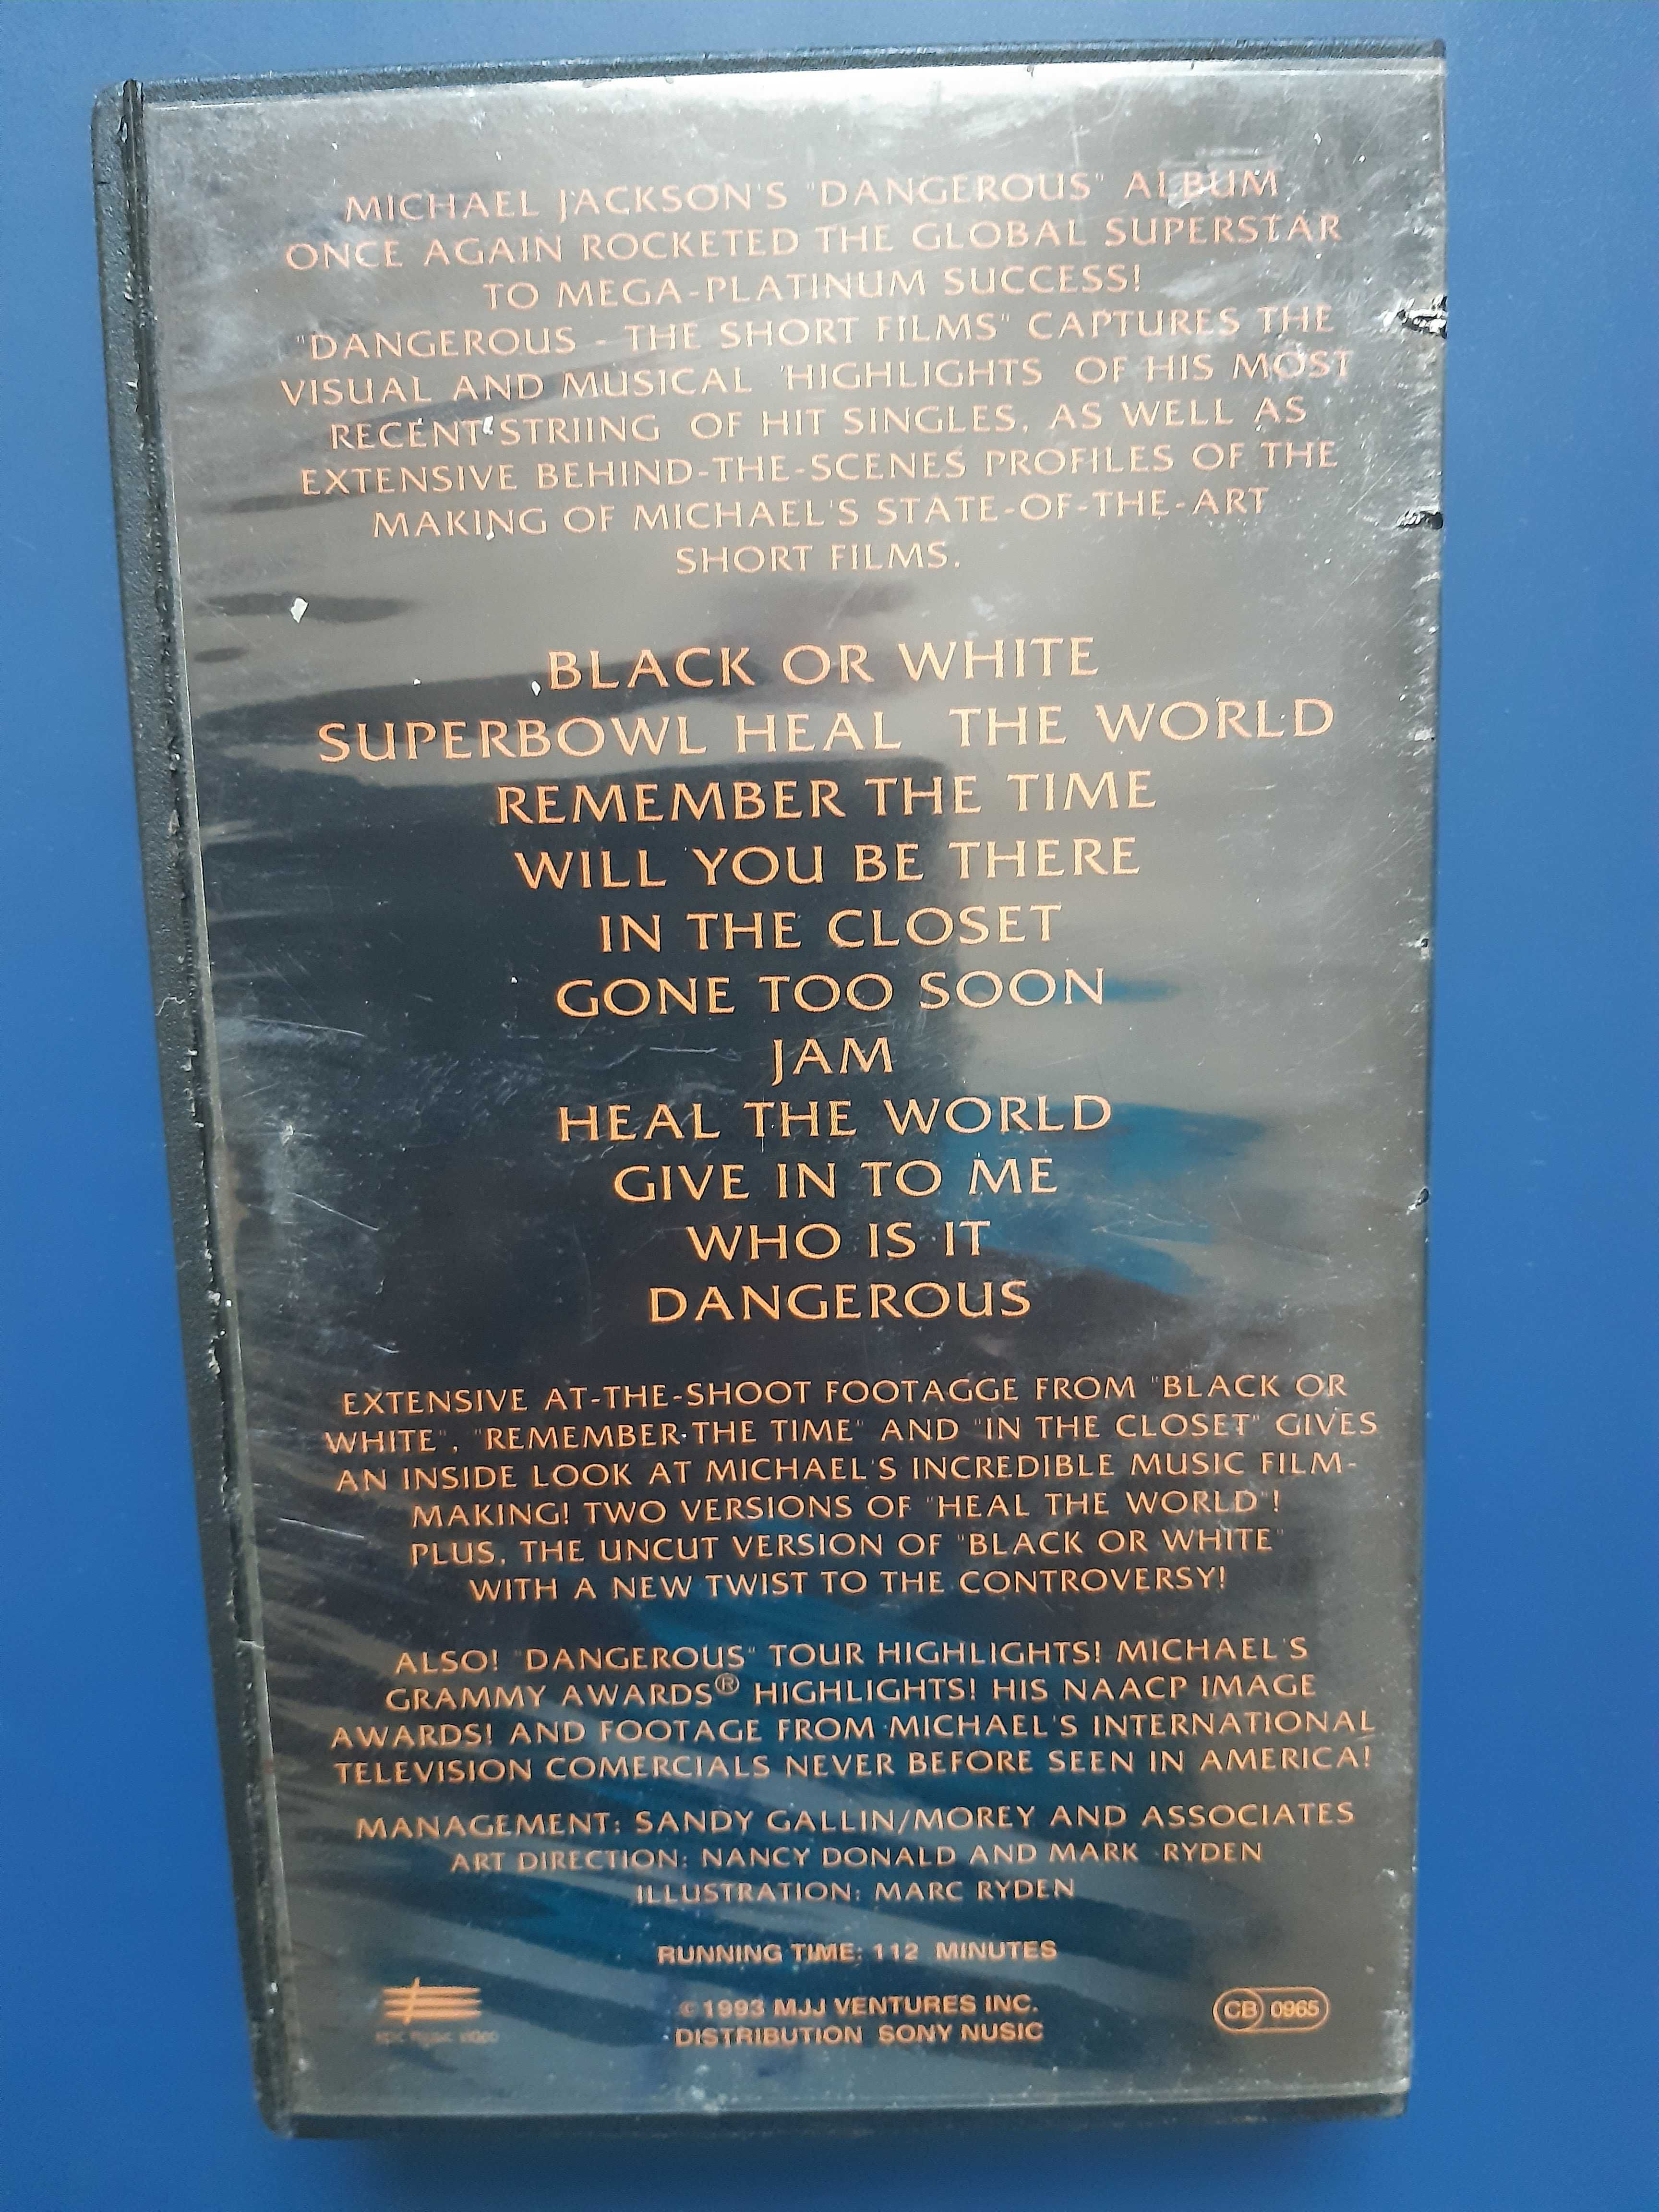 MICHAEL JACKSON'S "DANGEROUS" ALBUM
ONCE AGAIN ROCKETED THE GLOBAL SUPERSTAR
TO MEGA-PLATINUM SUCCESS!
"DANGEROUS - THE SHORT FILMS" CAPTURES THE
VISUAL AND MUSICAL 'HIGHLIGHTS OF HIS MOST
RECENT STRIING OF HIT SINGLES, AS WELL AS
EXTENSIVE BEHIND-THE-SCENES PROFILES OF THE
MAKING OF MICHAEL'S STATE-OF-THE-ART
SHORT FILMS.
BLACK OR WHITE
SUPERBOWL HEAL THE WORLD
REMEMBER THE TIME
WILL YOU BE THERE
IN THE CLOSET
GONE TOO SOON
JAM
HEAL THE WORLD
GIVE IN TO ME
WHO IS IT
DANGEROUS
EXTENSIVE AT-THE-SHOOT FOOTAGGE FROM "BLACK OR
WHITE", "REMEMBER THE TIME" AND "IN THE CLOSET" GIVES
AN INSIDE LOOK AT MICHAEL'S INCREDIBLE MUSIC FILM-
MAKING! TWO VERSIONS OF "HEAL THE WORLD"!
PLUS, THE UNCUT VERSION OF "BLACK OR WHITE"
WITH A NEW TWIST TO THE CONTROVERSY!
ALSO! "DANGEROUS" TOUR HIGHLIGHTS! MICHAEL'S
GRAMMY AWARDS® HIGHLIGHTS! HIS NAACP IMAGE
AWARDS! AND FOOTAGE FROM MICHAEL'S INTERNATIONAL
TELEVISION COMERCIALS NEVER BEFORE SEEN IN AMERICA!
MANAGEMENT: SANDY GALLIN/MOREY AND ASSOCIATES
ART DIRECTION: NANCY DONALD AND MARK RYDEN
ILLUSTRATION: MARC RYDEN
RUNNING TIME: 112 MINUTES
epic music video
©1993 MJJ VENTURES INC.
DISTRIBUTION SONY NUSIC
CB 0965